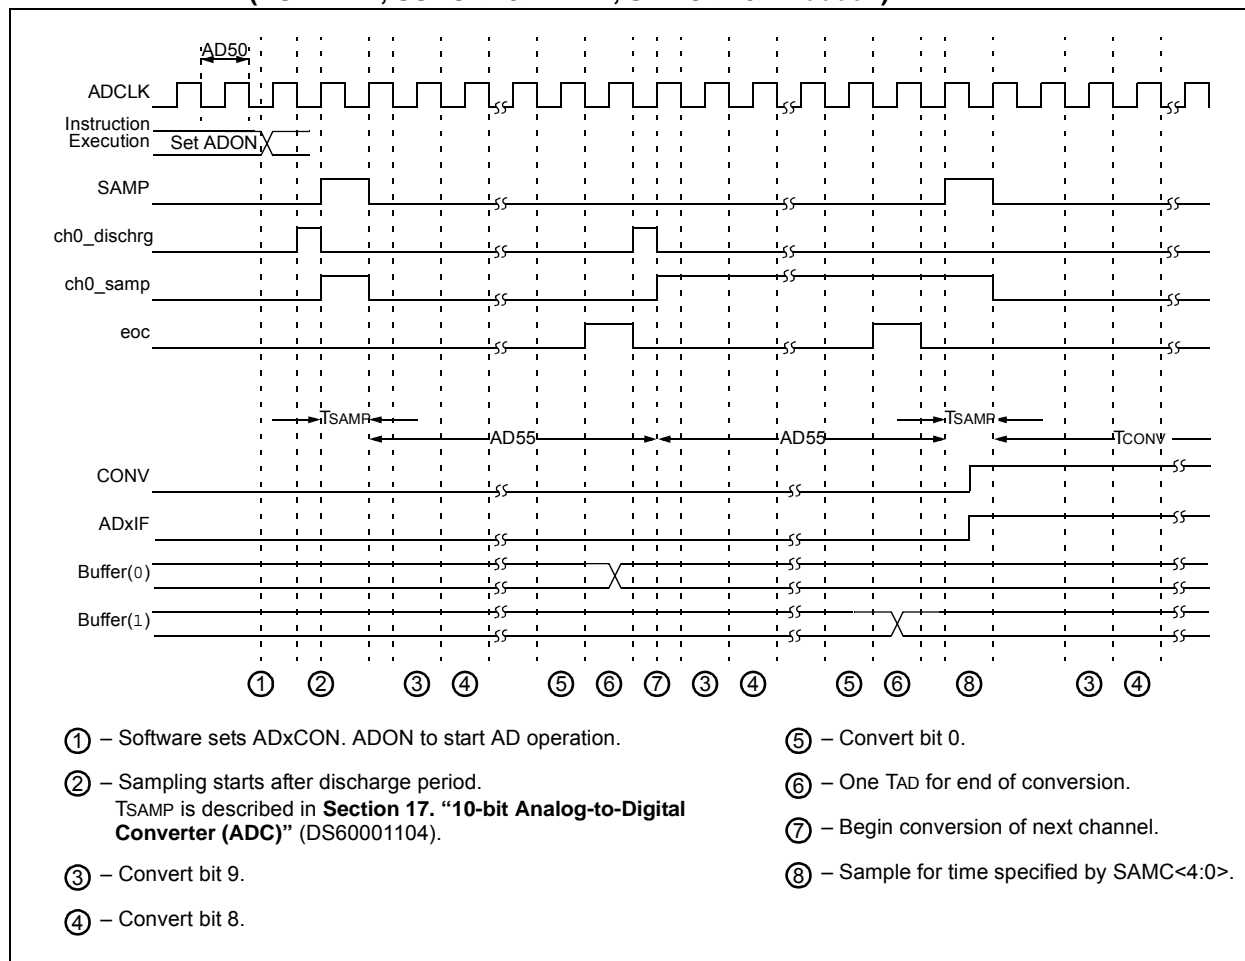 AD50
ADCLK
Instruction
Execution
Set ADON
SAMP
ch0_dischrg
ch0_samp
eoc
TSAMP
TSAMP
AD55
AD55
TCONV
CONV
ADxIF
Buffer(0)
Buffer(1)
1 2 3 4 5 6 7 3 4 5 6 8 3 4
1 – Software sets ADxCON. ADON to start AD operation.
2 – Sampling starts after discharge period.
TSAMP is described in Section 17. “10-bit Analog-to-Digital
Converter (ADC)” (DS60001104).
3 – Convert bit 9.
4 – Convert bit 8.
5 – Convert bit 0.
6 – One TAD for end of conversion.
7 – Begin conversion of next channel.
8 – Sample for time specified by SAMC<4:0>.